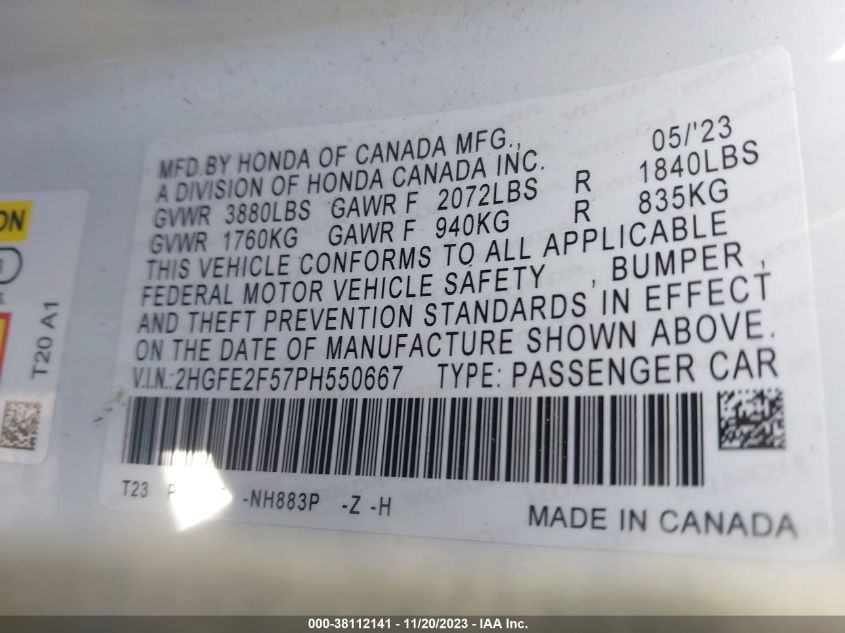 MFD.BY HONDA OF CANADA MFG., 05/'23
A DIVISION OF HONDA CANADA INC.
GVWR 3880LBS GAWR F 2072LBS R 1840LBS
GVWR 1760KG GAWR F 940KG R 835KG
THIS VEHICLE CONFORMS TO ALL APPLICABLE
FEDERAL MOTOR VEHICLE SAFETY , BUMPER ,
AND THEFT PREVENTION STANDARDS IN EFFECT
ON THE DATE OF MANUFACTURE SHOWN ABOVE.
V.I.N.:2HGFE2F57PH550667 TYPE: PASSENGER CAR
T23 -NH883P -Z -H
MADE IN CANADA
T20 A1
000-38112141 - 11/20/2023 - IAA Inc.